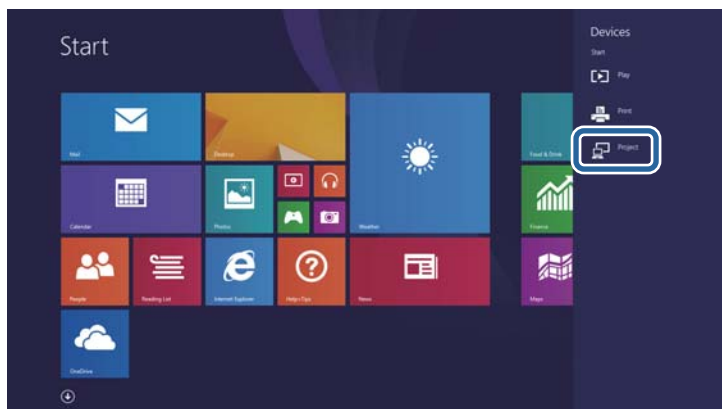 Start
Devices
Start
Play
Print
Project
Mail
Desktop
Food & Drink
Calendar
Photos
Weather
Finance
People
Reading List
Internet Explorer
Help+Tips
News
Maps
OneDrive